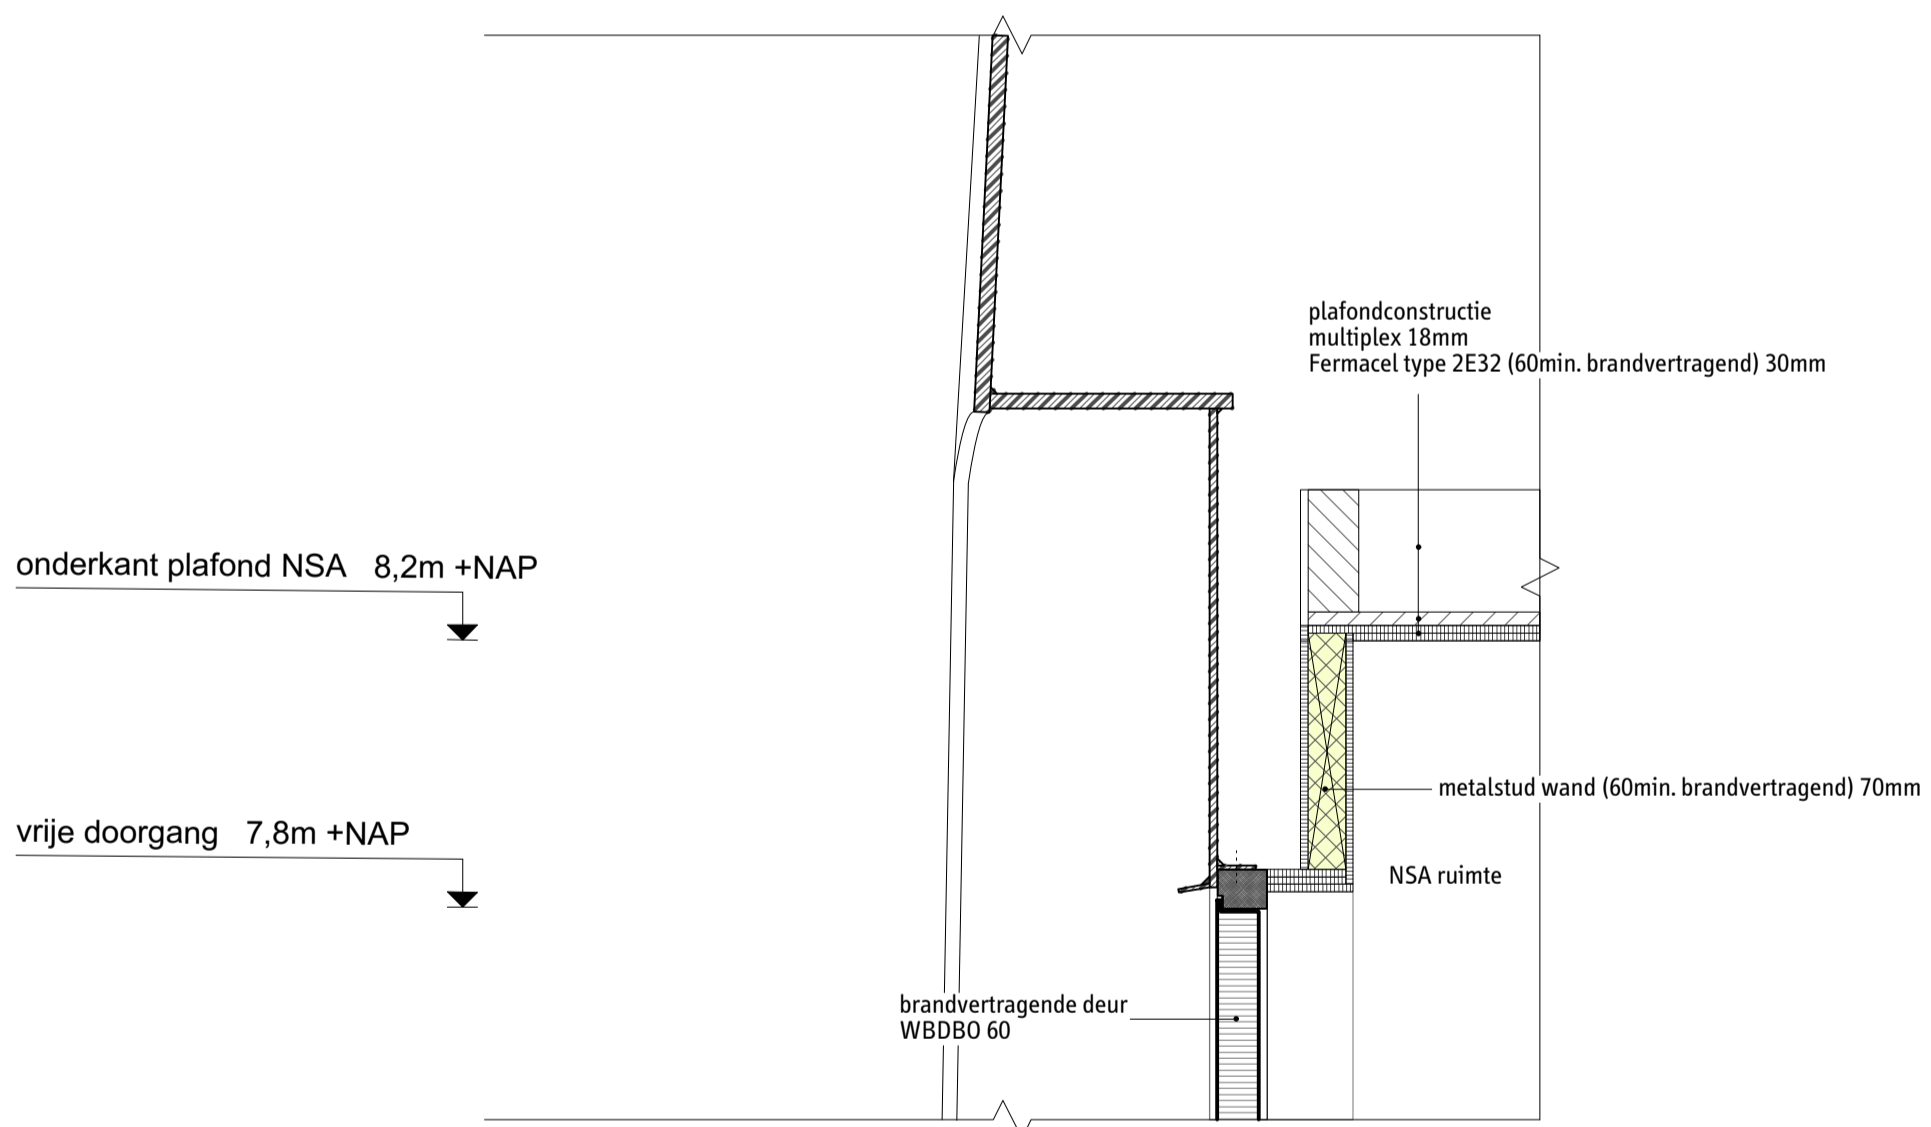 plafondconstructie
multiplex 18mm
Fermacel type 2E32 (60min. brandvertragend) 30mm
onderkant plafond NSA 8,2m +NAP
metalstud wand (60min. brandvertragend) 70mm
vrije doorgang 7,8m +NAP
NSA ruimte
brandvertragende deur
WBDBO 60